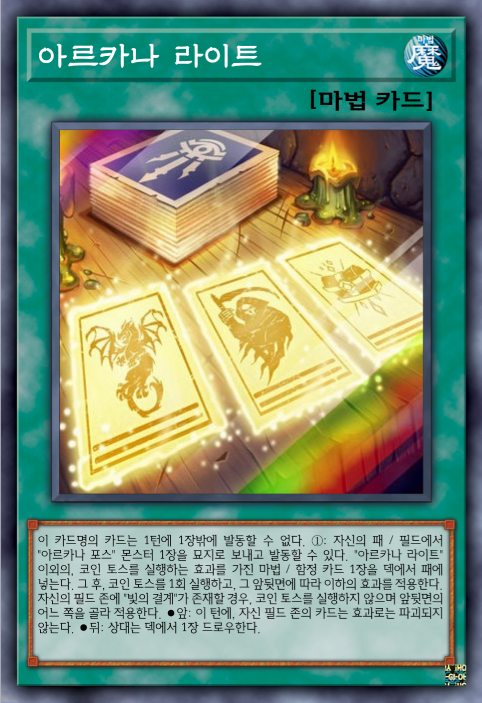 아르카나 라이트
마법
魔
[마법 카드]
이 카드명의 카드는 1턴에 1장밖에 발동할 수 없다. ①: 자신의 패 / 필드에서
"아르카나 포스" 몬스터 1장을 묘지로 보내고 발동할 수 있다. "아르카나 라이트"
이외의, 코인 토스를 실행하는 효과를 가진 마법 / 함정 카드 1장을 덱에서 패에
넣는다. 그 후, 코인 토스를 1회 실행하고, 그 앞뒷면에 따라 이하의 효과를 적용한다.
자신의 필드 존에 "빛의 결계"가 존재할 경우, 코인 토스를 실행하지 않으며 앞뒷면의
어느 쪽을 골라 적용한다. ●앞: 이 턴에, 자신 필드 존의 카드는 효과로는 파괴되지
않는다. ●뒤: 상대는 덱에서 1장 드로우한다.